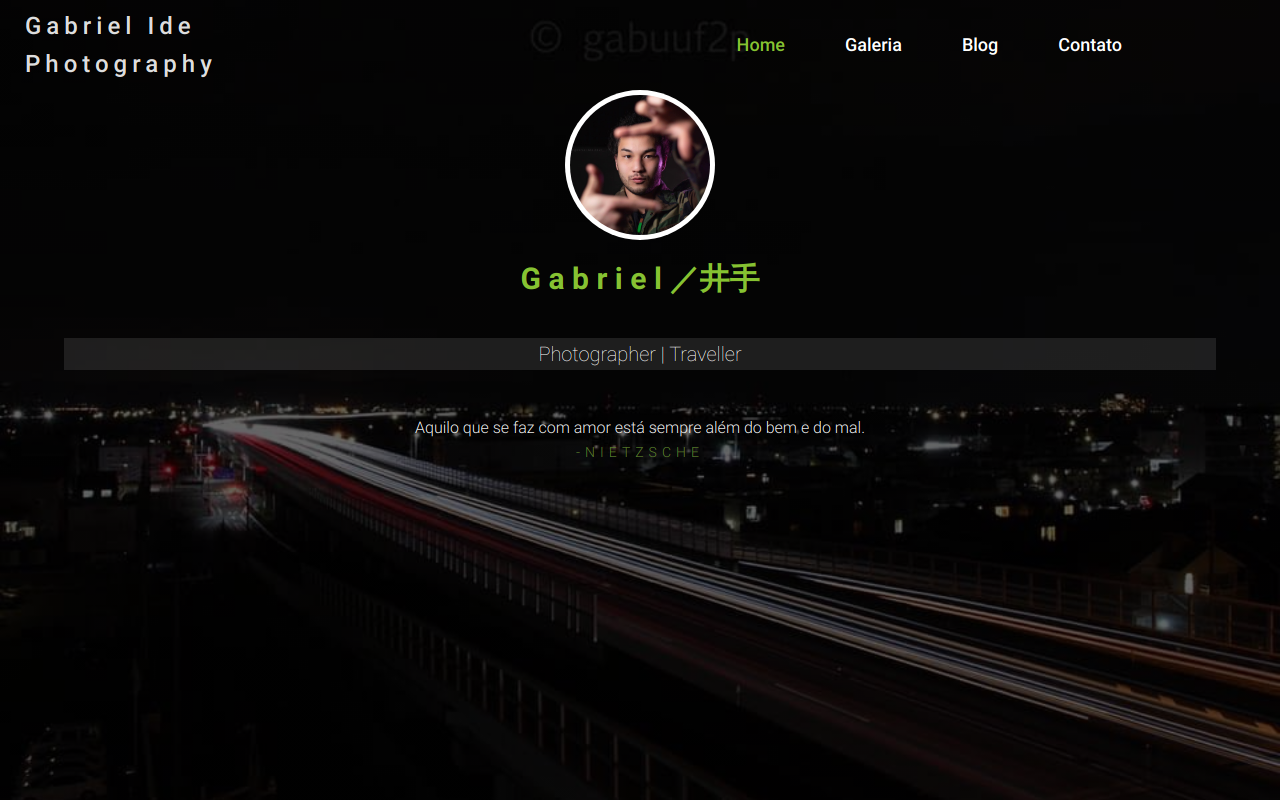 Gabriel Ide
Photography
© gabuuf2p
Home
Galeria
Blog
Contato
Gabriel／井手
Photographer | Traveller
Aquilo que se faz com amor está sempre além do bem e do mal.
-NIETZSCHE